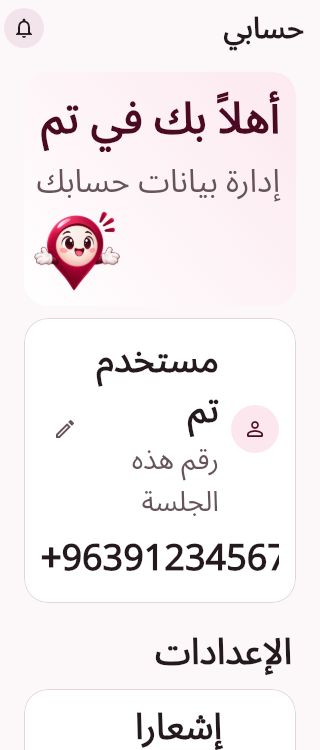 حسابي
أهلاً بك في تم
إدارة بيانات حسابك
مستخدم
تم
رقم هذه
الجلسة
+96391234567
الإعدادات
إشعارا